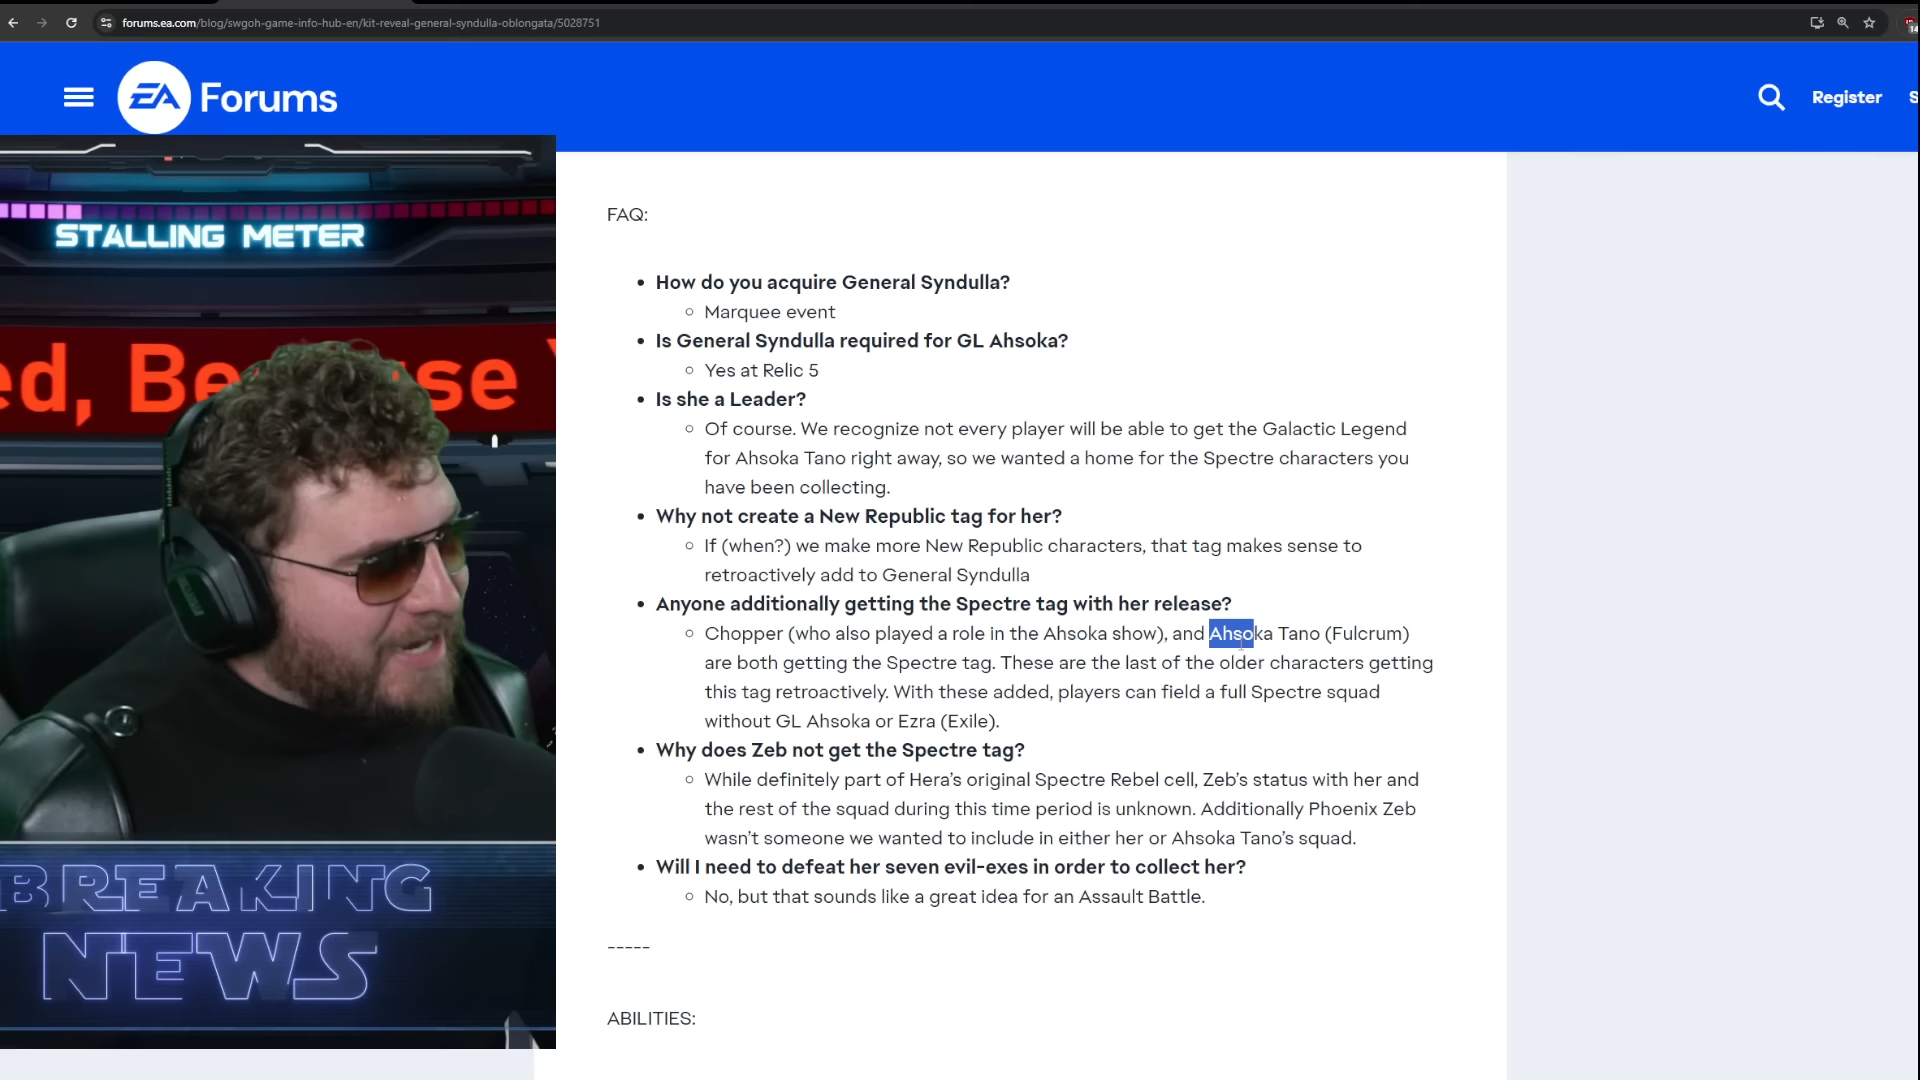 forums.ea.com/blog/swgoh-game-info-hub-en/kit-reveal-general-syndulla-oblongata/5028751
14
EA Forums
Register
STALLING METER
BREAKING
NEWS
FAQ:
How do you acquire General Syndulla?
Marquee event
Is General Syndulla required for GL Ahsoka?
Yes at Relic 5
Is she a Leader?
Of course. We recognize not every player will be able to get the Galactic Legend
for Ahsoka Tano right away, so we wanted a home for the Spectre characters you
have been collecting.
Why not create a New Republic tag for her?
If (when?) we make more New Republic characters, that tag makes sense to
retroactively add to General Syndulla
Anyone additionally getting the Spectre tag with her release?
Chopper (who also played a role in the Ahsoka show), and Ahsoka Tano (Fulcrum)
are both getting the Spectre tag. These are the last of the older characters getting
this tag retroactively. With these added, players can field a full Spectre squad
without GL Ahsoka or Ezra (Exile).
Why does Zeb not get the Spectre tag?
While definitely part of Hera’s original Spectre Rebel cell, Zeb’s status with her and
the rest of the squad during this time period is unknown. Additionally Phoenix Zeb
wasn’t someone we wanted to include in either her or Ahsoka Tano’s squad.
Will I need to defeat her seven evil-exes in order to collect her?
No, but that sounds like a great idea for an Assault Battle.
-----
ABILITIES: